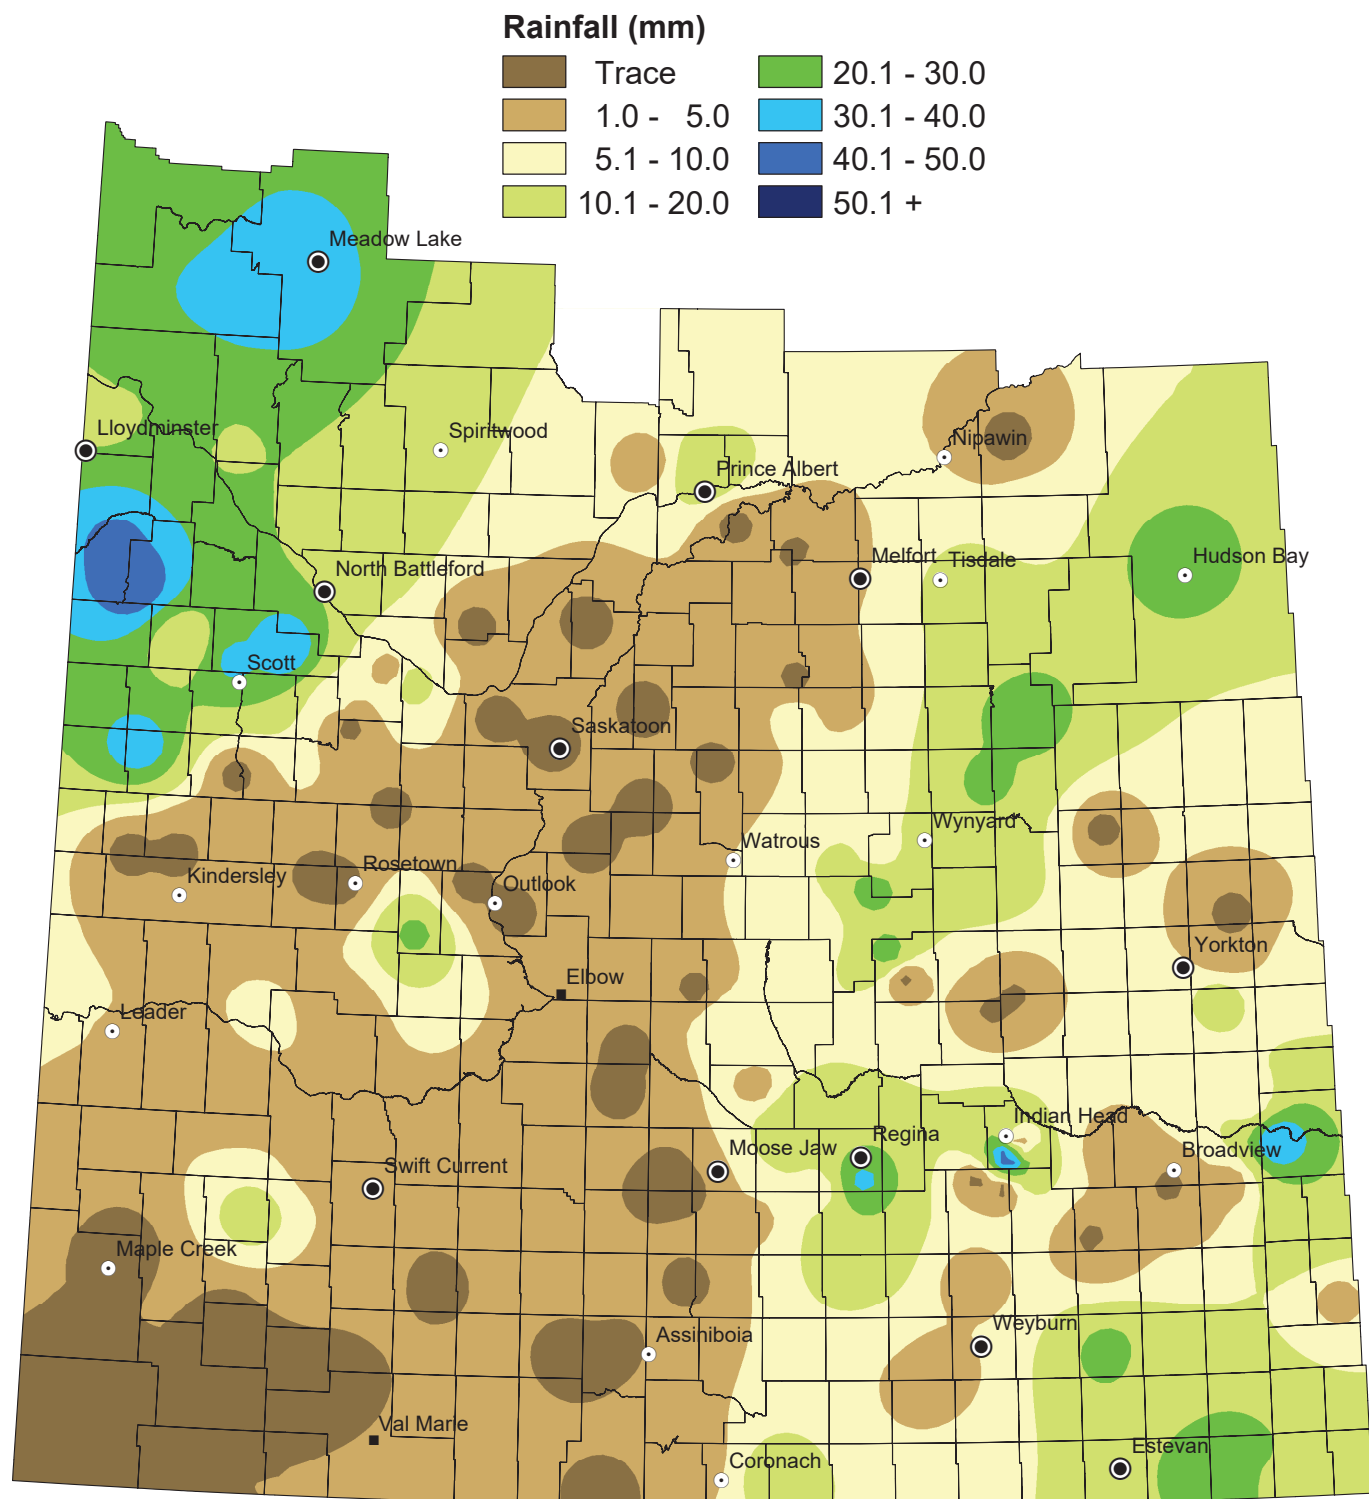 Rainfall (mm)
Trace
20.1 - 30.0
1.0 - 5.0
30.1 - 40.0
5.1 - 10.0
40.1 - 50.0
10.1 - 20.0
50.1 +
Meadow Lake
Lloydminster
Spiritwood
Nipawin
Prince Albert
Melfort
Tisdale
Hudson Bay
North Battleford
Scott
Saskatoon
Wynyard
Watrous
Rosetown
Kindersley
Outlook
Yorkton
Elbow
Leader
Indian Head
Regina
Moose Jaw
Broadview
Swift Current
Maple Creek
Weyburn
Assiniboia
Val Marie
Estevan
Coronach